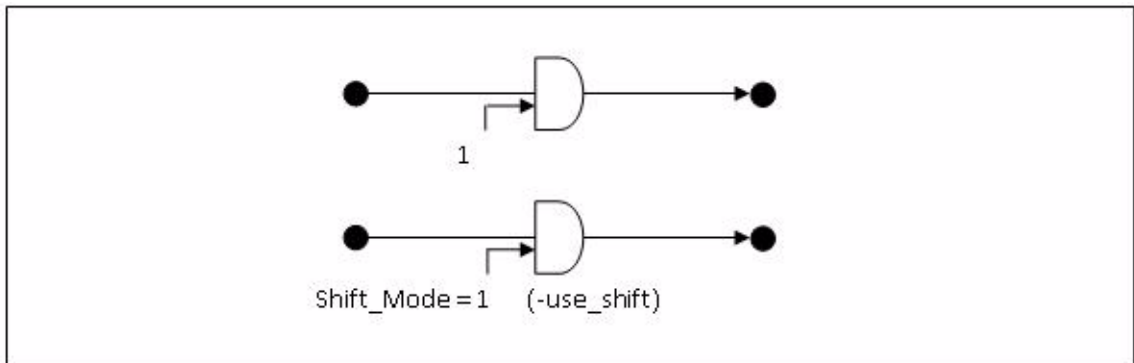 1
Shift_Mode = 1 (-use_shift)